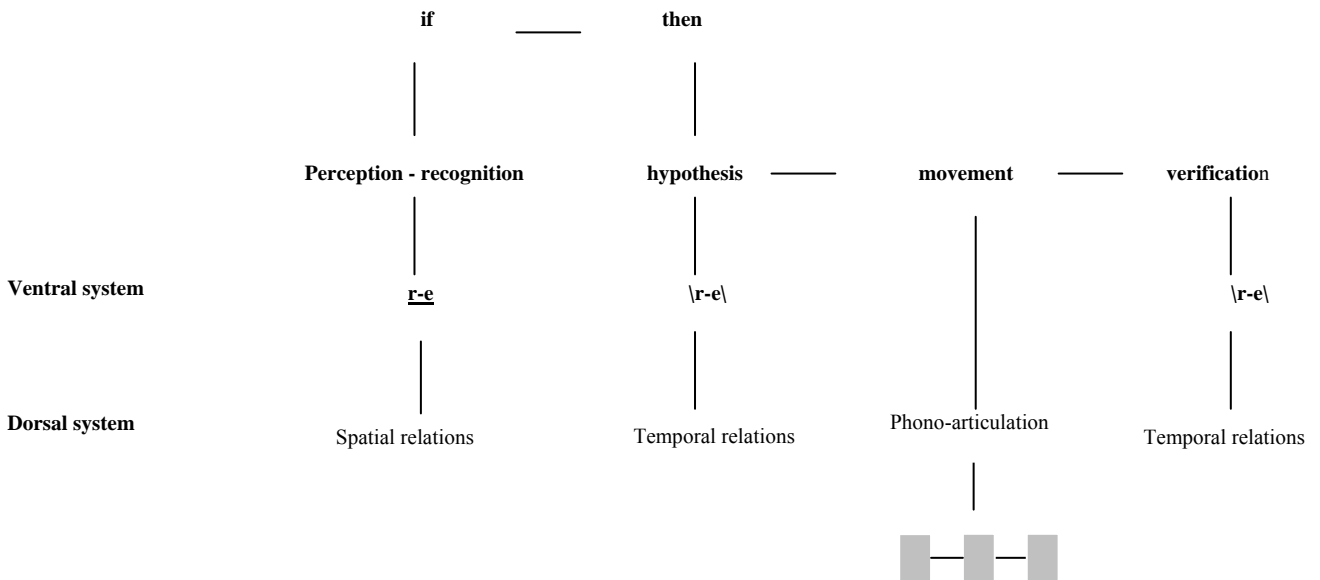 if then
Perception - recognition hypothesis movement verification
Ventral system r-e \r-e\ \r-e\
Dorsal system Spatial relations Temporal relations Phono-articulation Temporal relations